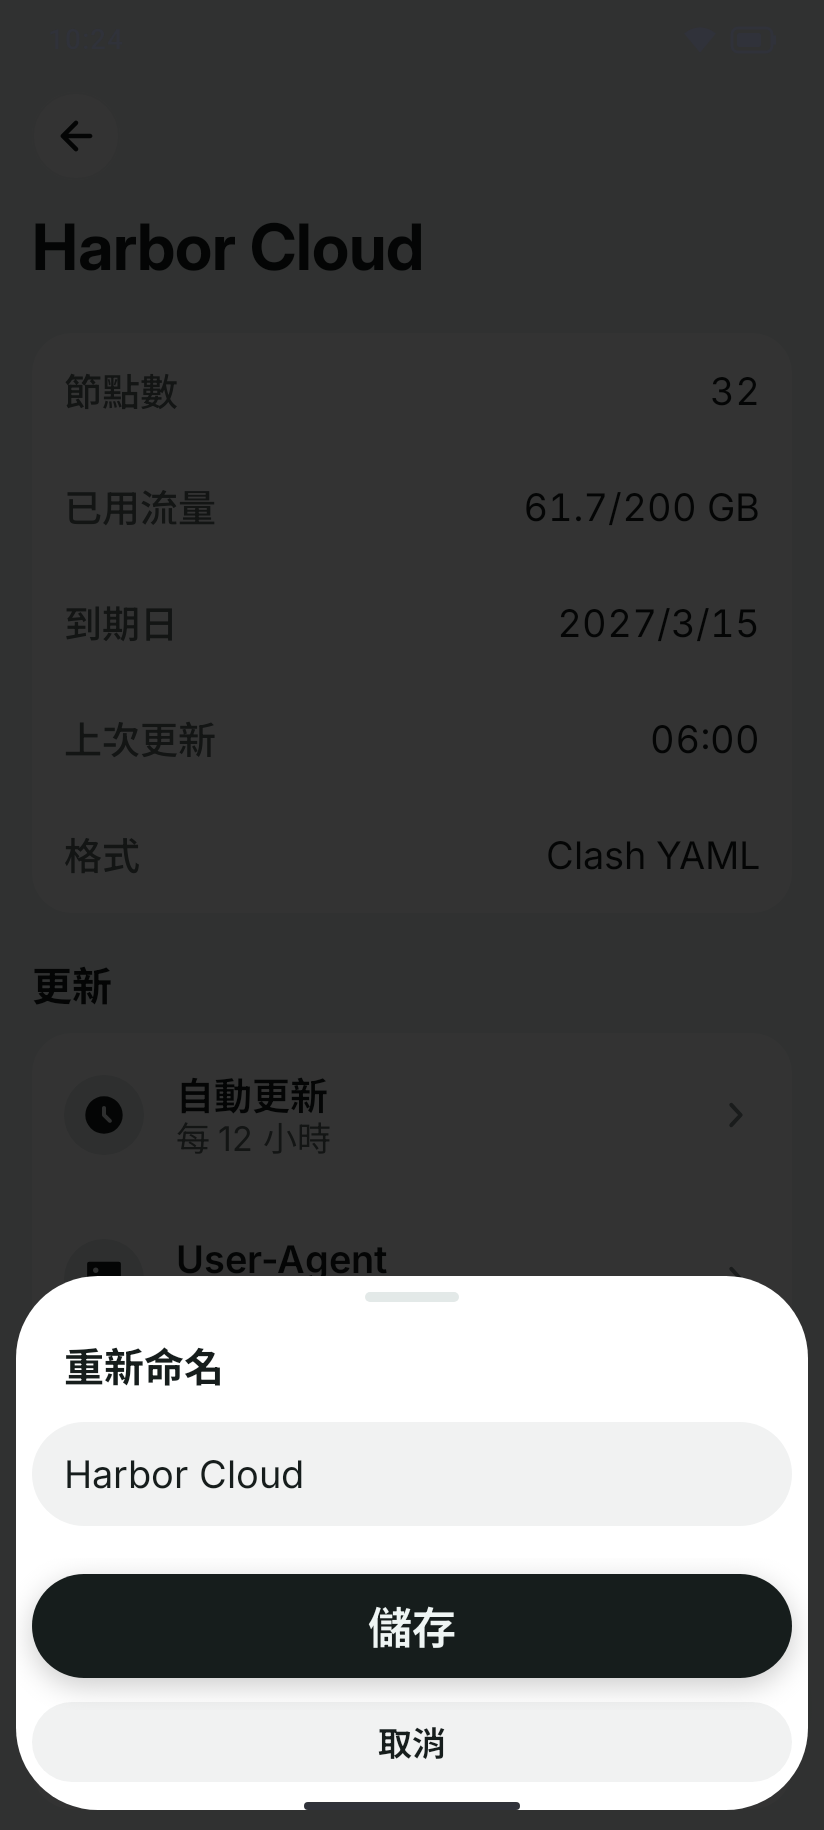 Harbor Cloud
節點數 32
已用流量 61.7/200 GB
到期日 2027/3/15
上次更新 06:00
格式 Clash YAML
更新
自動更新
每 12 小時
User-Agent
重新命名
Harbor Cloud
儲存
取消